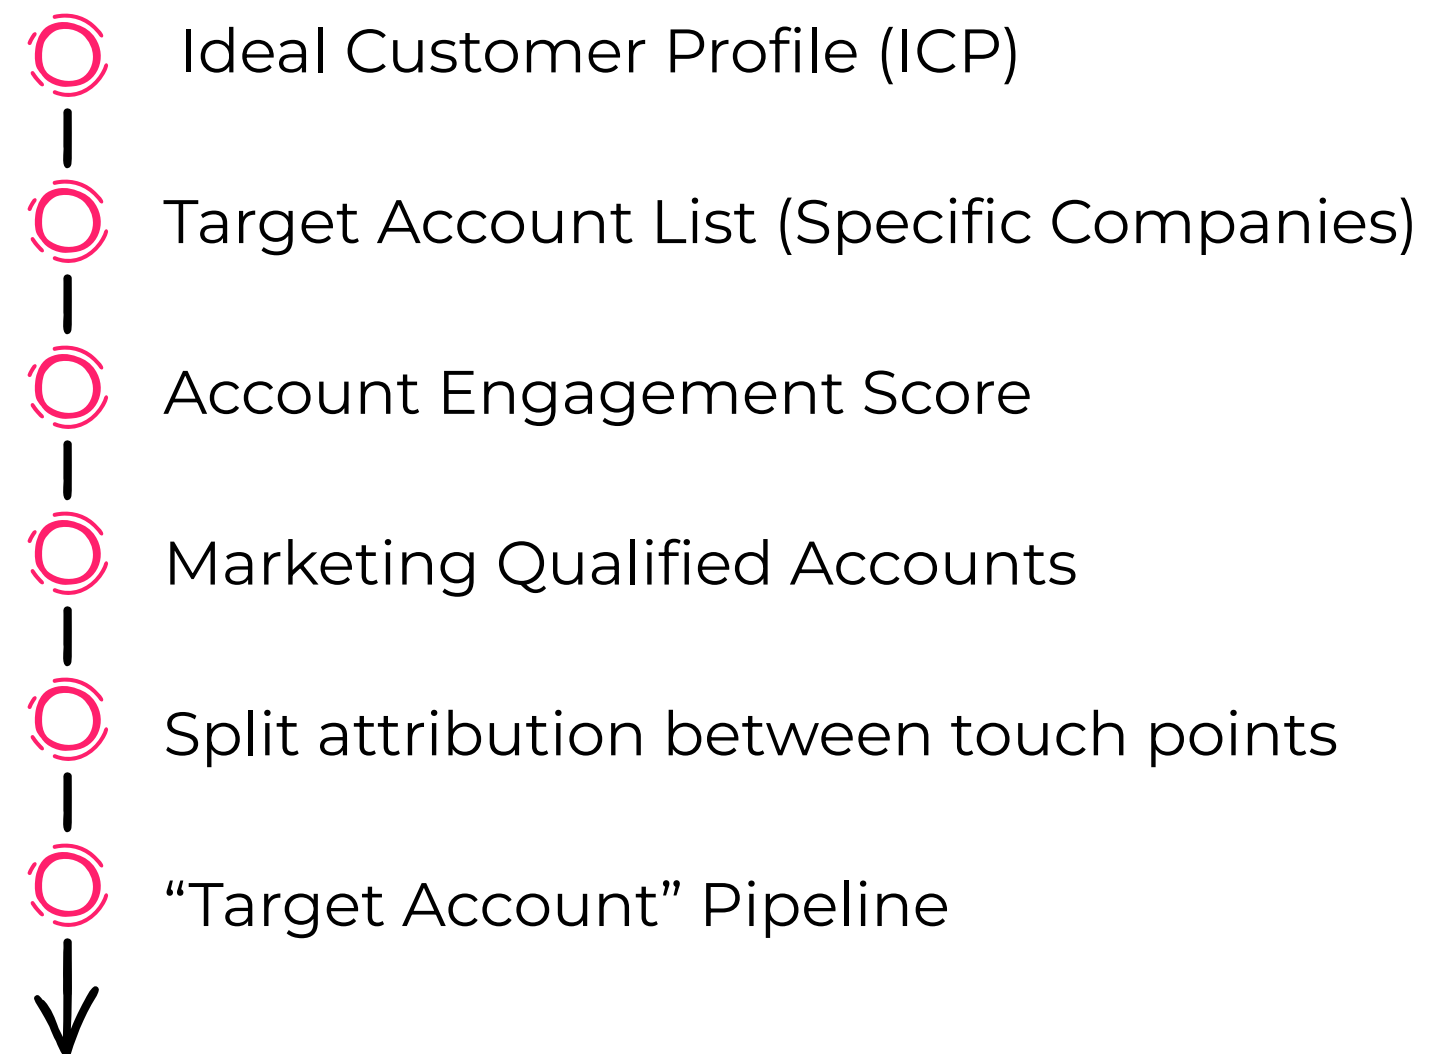 Ideal Customer Profile (ICP)
Target Account List (Specific Companies)
Account Engagement Score
Marketing Qualified Accounts
Split attribution between touch points
“Target Account” Pipeline